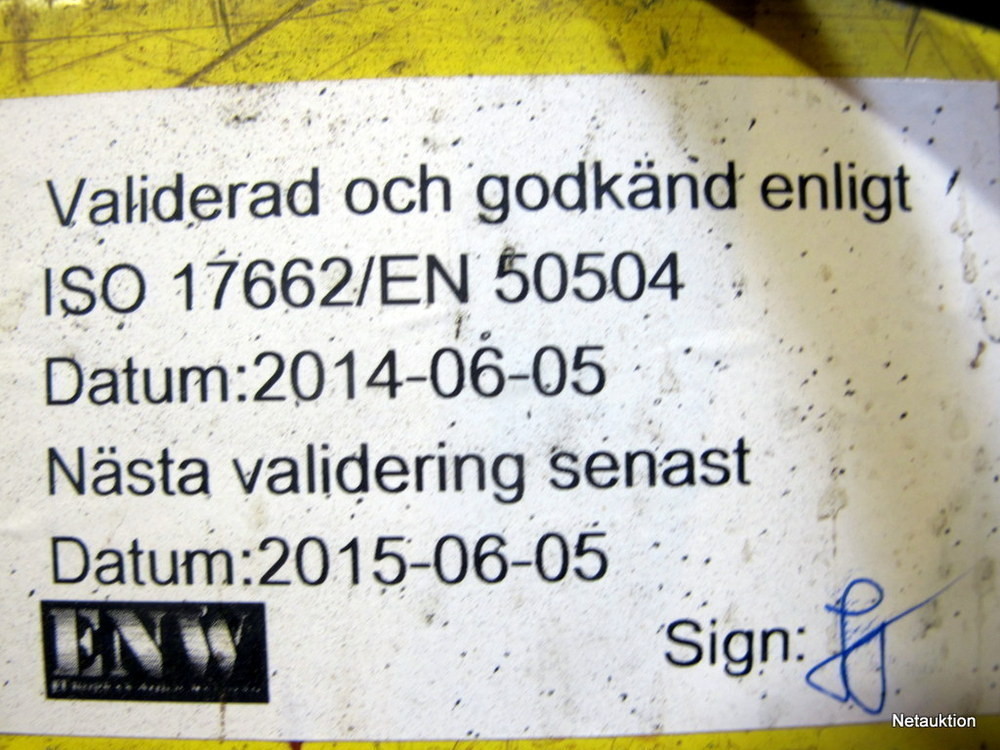 Validerad och godkänd enligt
ISO 17662/EN 50504
Datum:2014-06-05
Nästa validering senast
Datum:2015-06-05
ENW
Sign:
Netauktion